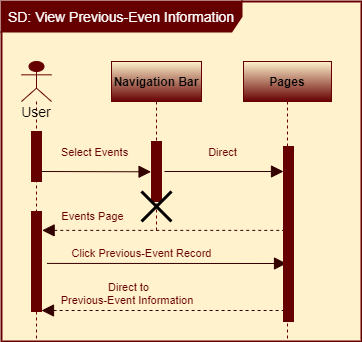 SD: View Previous-Even Information
Navigation Bar
Pages
User
Select Events
Direct
Events Page
Click Previous-Event Record
Direct to
Previous-Event Information